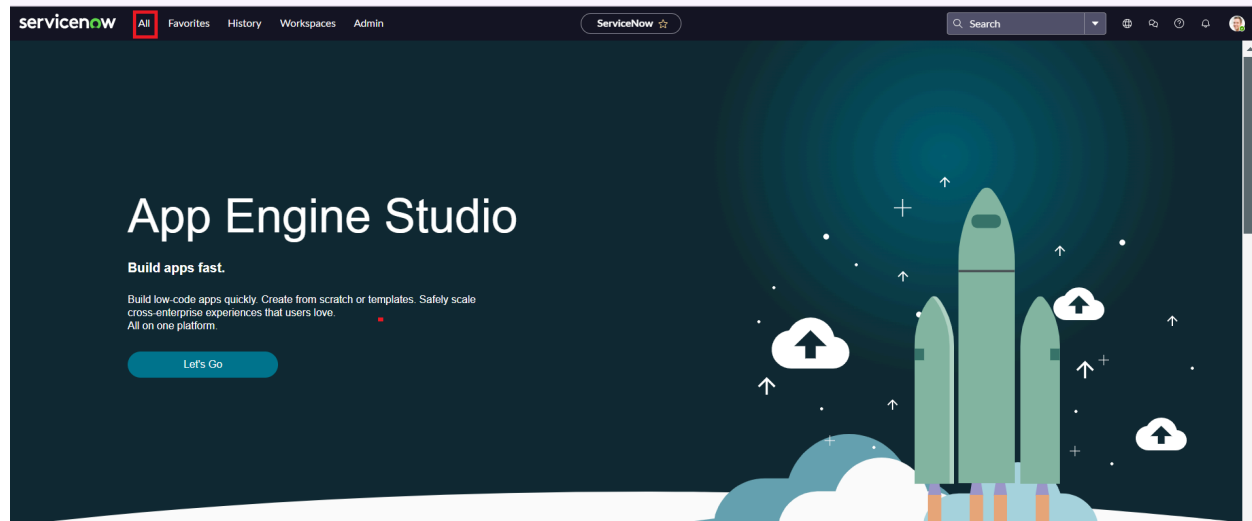 servicenow All Favorites History Workspaces Admin ServiceNow Search
App Engine Studio
Build apps fast.
Build low-code apps quickly. Create from scratch or templates. Safely scale
cross-enterprise experiences that users love.
All on one platform.
Let's Go